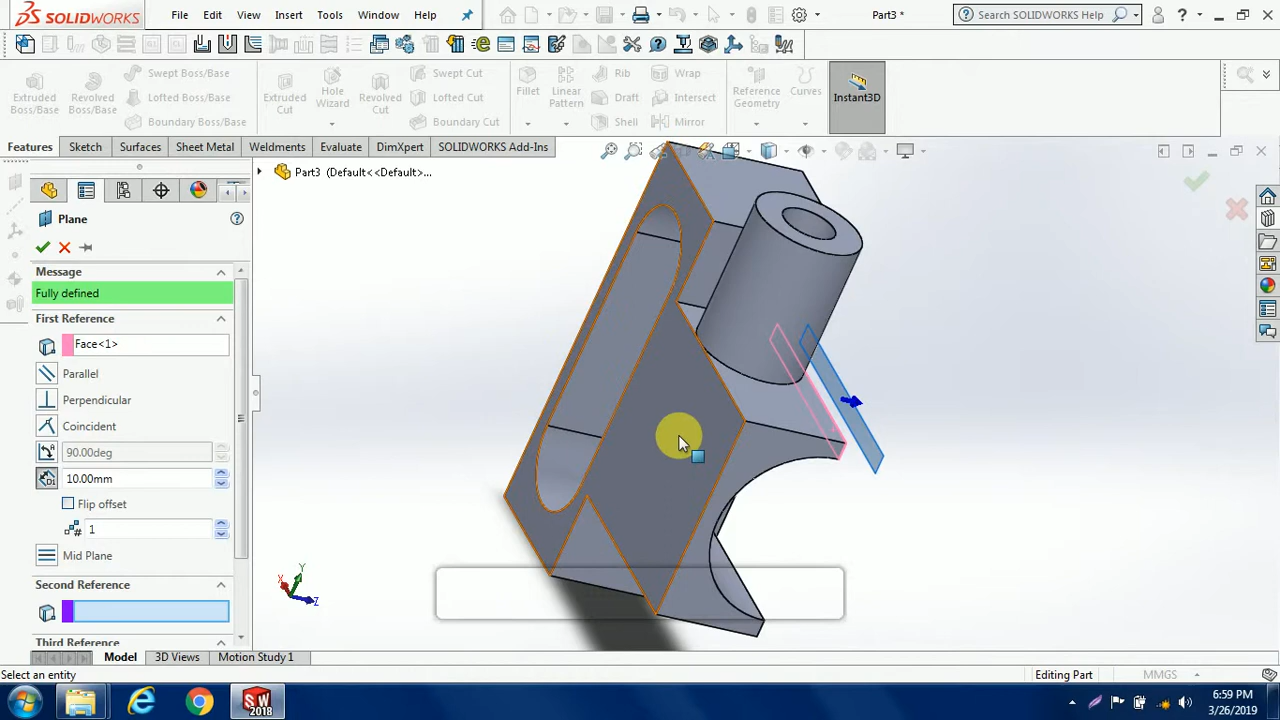 SOLIDWORKS File Edit View Insert Tools Window Help Part3 * Search SOLIDWORKS Help ?
Extruded Boss/Base
Revolved Boss/Base
Swept Boss/Base
Lofted Boss/Base
Boundary Boss/Base
Extruded Cut
Hole Wizard
Revolved Cut
Swept Cut
Lofted Cut
Boundary Cut
Fillet
Linear Pattern
Rib
Draft
Shell
Wrap
Intersect
Mirror
Reference Geometry
Curves
Instant3D
Features Sketch Surfaces Sheet Metal Weldments Evaluate DimXpert SOLIDWORKS Add-Ins
Part3 (Default<<Default>...
Plane
Message
Fully defined
First Reference
Face<1>
Parallel
Perpendicular
Coincident
90.00deg
10.00mm
Flip offset
1
Mid Plane
Second Reference
Third Reference
X Y Z
Model 3D Views Motion Study 1
Select an entity Editing Part MMGS
SW 2018
6:59 PM
3/26/2019